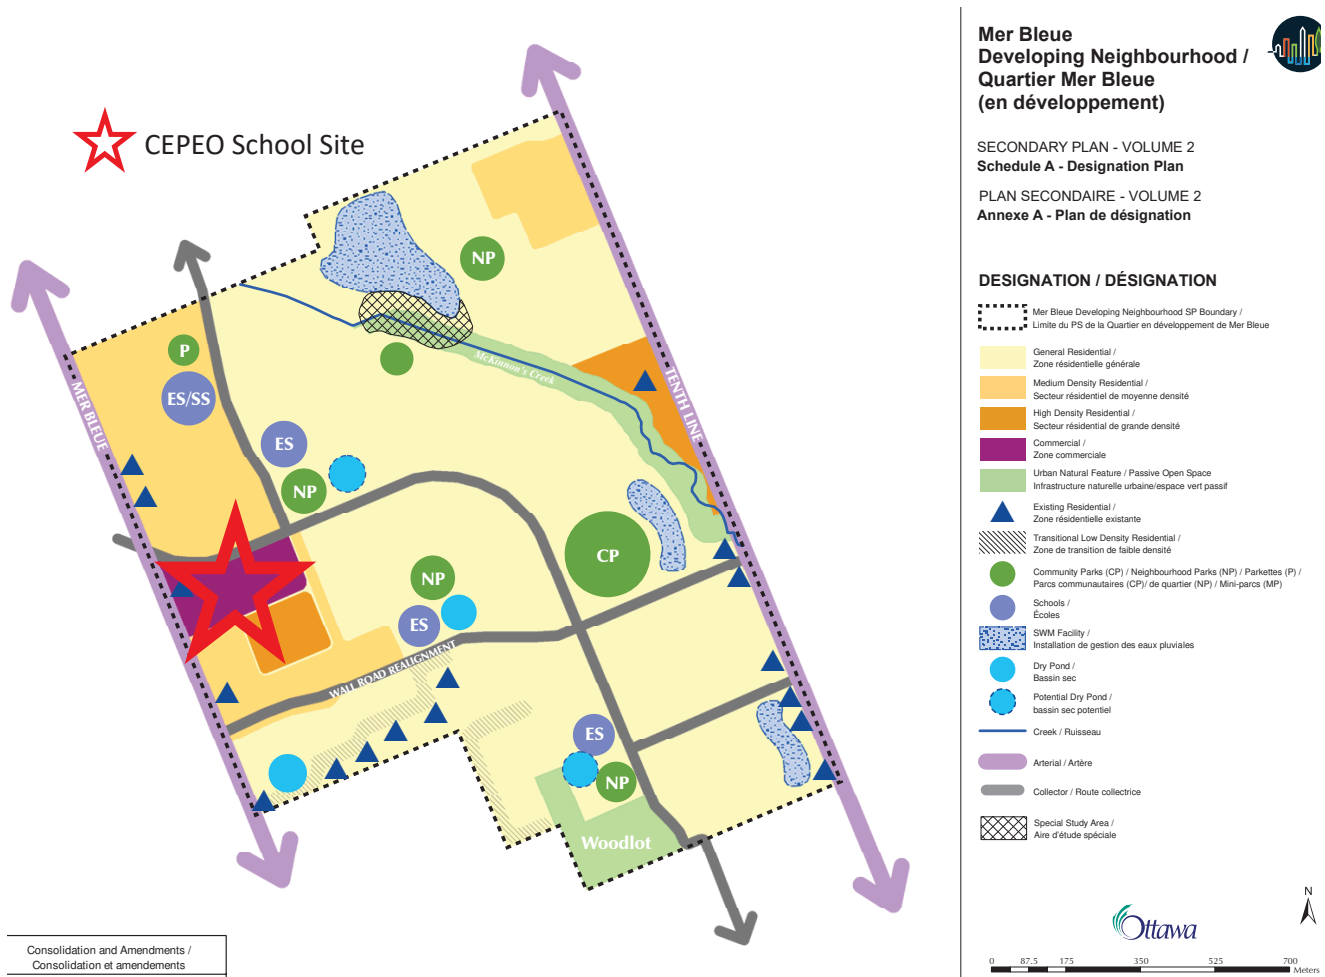 CEPEO School Site
NP
P
ES/SS
ES
NP
MER BLEUE
McKinnon's Creek
TENTH LINE
CP
NP
ES
WALL ROAD REALIGNMENT
ES
NP
Woodlot
Consolidation and Amendments /
Consolidation et amendements
Mer Bleue
Developing Neighbourhood /
Quartier Mer Bleue
(en développement)
SECONDARY PLAN - VOLUME 2
Schedule A - Designation Plan
PLAN SECONDAIRE - VOLUME 2
Annexe A - Plan de désignation
DESIGNATION / DÉSIGNATION
Mer Bleue Developing Neighbourhood SP Boundary /
Limite du PS de la Quartier en développement de Mer Bleue
General Residential /
Zone résidentielle générale
Medium Density Residential /
Secteur résidentiel de moyenne densité
High Density Residential /
Secteur résidential de grande densité
Commercial /
Zone commerciale
Urban Natural Feature / Passive Open Space
Infrastructure naturelle urbaine/espace vert passif
Existing Residential /
Zone résidentielle existante
Transitional Low Density Residential /
Zone de transition de faible densité
Community Parks (CP) / Neighbourhood Parks (NP) / Parkettes (P) /
Parcs communautaires (CP)/ de quartier (NP) / Mini-parcs (MP)
Schools /
Écoles
SWM Facility /
Installation de gestion des eaux pluviales
Dry Pond /
Bassin sec
Potential Dry Pond /
bassin sec potentiel
Creek / Ruisseau
Arterial / Artère
Collector / Route collectrice
Special Study Area /
Aire d'étude spéciale
N
Ottawa
0 87.5 175 350 525 700
Meters